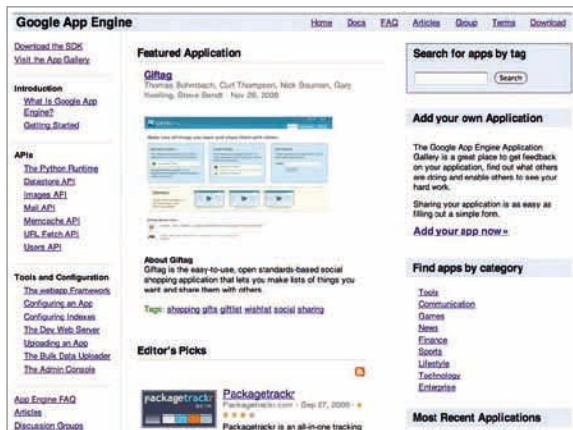 Google App Engine
Home Docs FAQ Articles Group Terms Download
Download the SDK
Visit the App Gallery
Introduction
What Is Google App
Engine?
Getting Started
APIs
The Python Runtime
Datastore API
Images API
Mail API
Memcache API
URL Fetch API
Users API
Tools and Configuration
The webapp Framework
Configuring an App
Configuring Indexes
The Dev Web Server
Uploading an App
The Bulk Data Uploader
The Admin Console
App Engine FAQ
Articles
Discussion Groups
Featured Application
Giftag
Curt Thompson, Nick Bauman, Gary
Steve Bendt - Nov 29, 2008
About Giftag
Giftag is the easy-to-use, open standards-based social
shopping application that lets you make lists of things you
want and share them with others.
Tags: shopping gifts giftlist wishlist social sharing
Editor's Picks
packagetrackr
Packagetrackr
Packagetrackr.com - Sep 27, 2008 - ★
★ ★ ★ ★
Packagetrackr is an all-in-one tracking
Search for apps by tag
Search
Add your own Application
The Google App Engine Application
Gallery is a great place to get feedback
on your application, find out what others
are doing and enable others to see your
hard work.
Sharing your application is as easy as
filling out a simple form.
Add your app now »
Find apps by category
Tools
Communication
Games
News
Finance
Sports
Lifestyle
Technology
Enterprise
Most Recent Applications